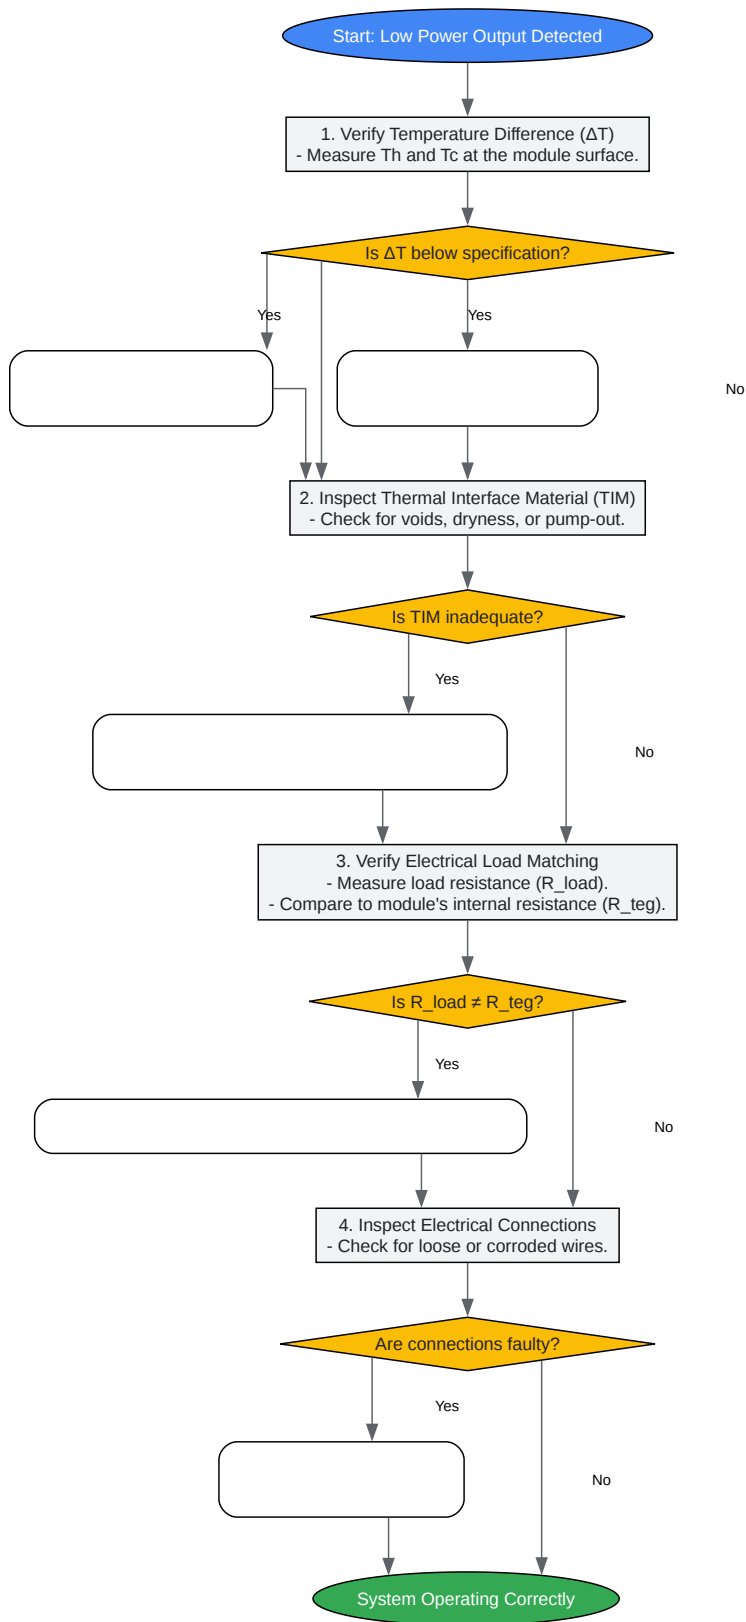 Start: Low Power Output Detected
1. Verify Temperature Difference (ΔT)
- Measure Th and Tc at the module surface.
Is ΔT below specification?
Yes
Yes
No
2. Inspect Thermal Interface Material (TIM)
- Check for voids, dryness, or pump-out.
Is TIM inadequate?
Yes
No
3. Verify Electrical Load Matching
- Measure load resistance (R_load).
- Compare to module's internal resistance (R_teg).
Is R_load ≠ R_teg?
Yes
No
4. Inspect Electrical Connections
- Check for loose or corroded wires.
Are connections faulty?
Yes
No
System Operating Correctly